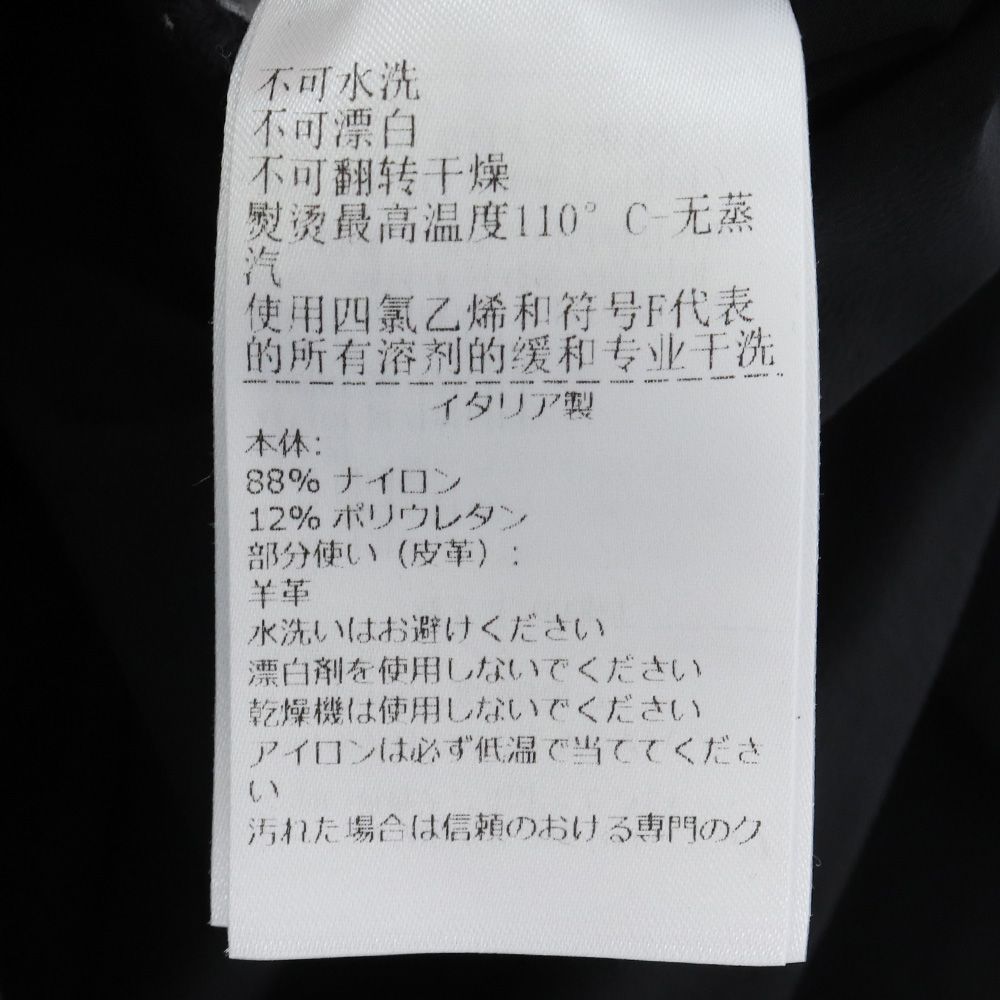 不可水洗
不可漂白
不可翻转干燥
熨烫最高温度110° C-无蒸
汽
使用四氯乙烯和符号F代表
的所有溶剂的缓和专业干洗
イタリア製
本体:
88% ナイロン
12% ポリウレタン
部分使い（皮革）:
羊革
水洗いはお避けください
漂白剤を使用しないでください
乾燥機は使用しないでください
アイロンは必ず低温で当ててくださ
い
汚れた場合は信頼のおける専門のク